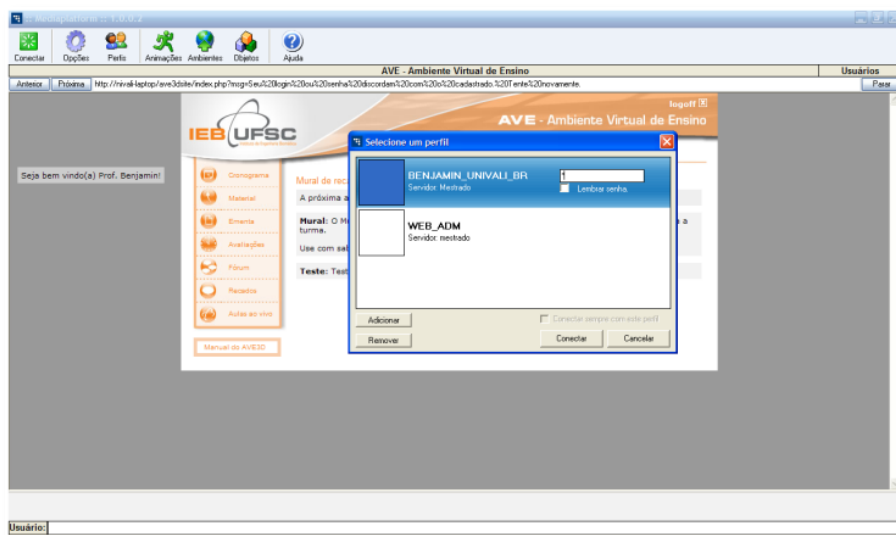 :: Mediaplatform :: 1.0.0.2
Conectar Opções Perfis Animações Ambientes Objetos Ajuda
AVE - Ambiente Virtual de Ensino Usuários
Anterior Próxima http://nivali-laptop/ave3dsite/index.php?msg=Seu%20login%20ou%20senha%20discordam%20com%20o%20cadastrado.%20Tente%20novamente. Parar
logoff
IEB UFSC
AVE - Ambiente Virtual de Ensino
Seja bem vindo(a) Prof. Benjamin!
Cronograma
Material
Ementa
Avaliações
Fórum
Recados
Aulas ao vivo
Manual do AVE3D
Mural de rec
A próxima a
Mural: O M
turma.
a a
Use com sal
Teste: Test
Selecione um perfil
BENJAMIN_UNIVALI_BR
Servidor: Mestrado
Lembrar senha.
WEB_ADM
Servidor: mestrado
Adicionar
Conectar sempre com este perfil
Remover Conectar Cancelar
Usuário: